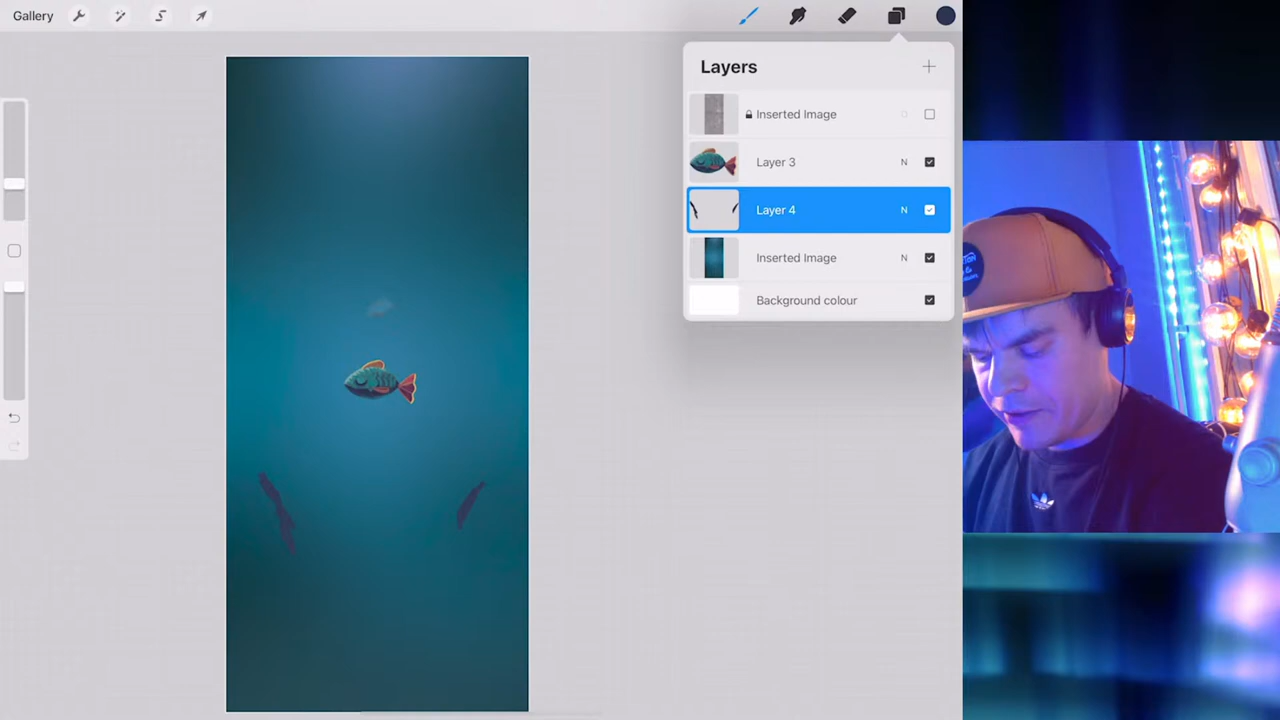 Gallery
Layers
Inserted Image
Layer 3 N
Layer 4 N
Inserted Image N
Background colour